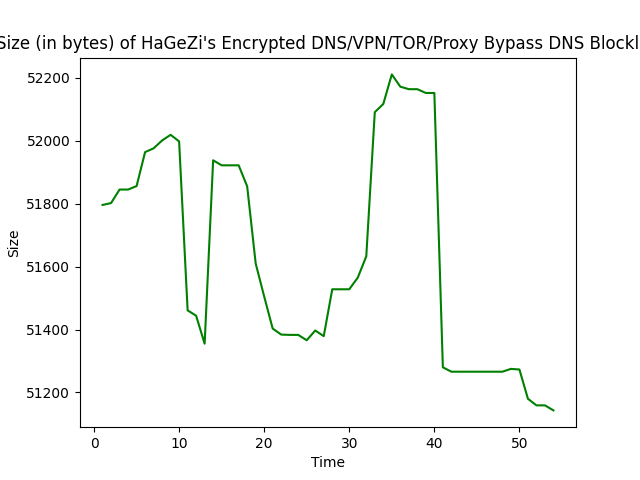 Size (in bytes) of HaGeZi's Encrypted DNS/VPN/TOR/Proxy Bypass DNS Blockl
52200
52000
51800
51600
51400
51200
Size
0 10 20 30 40 50
Time